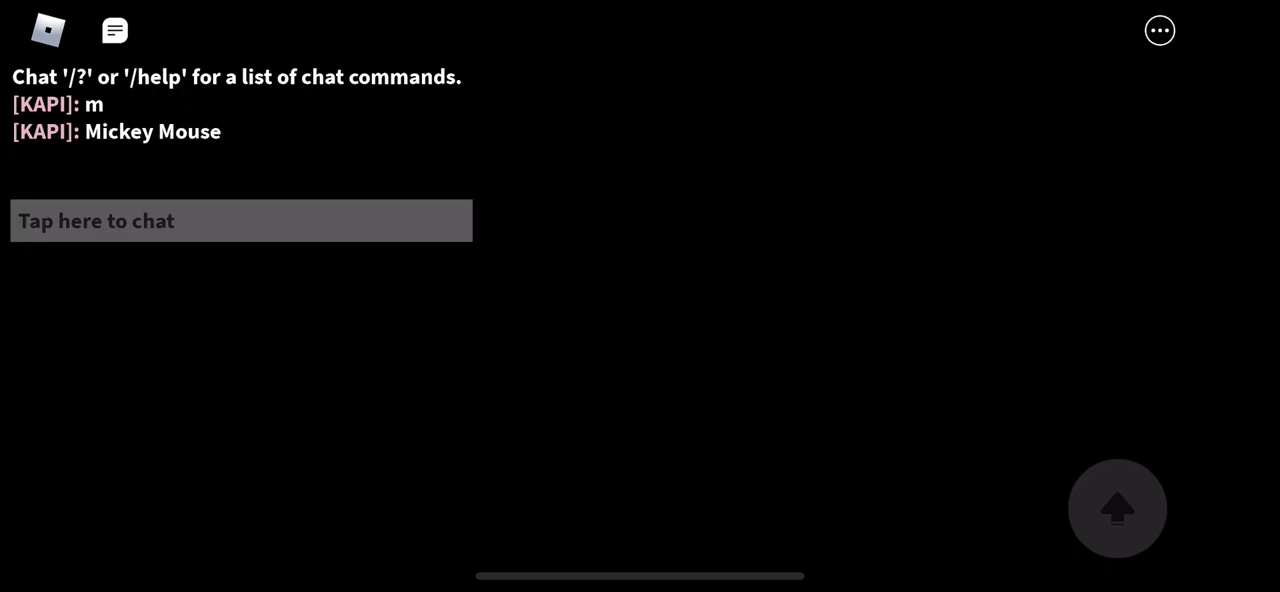 Chat '/?' or '/help' for a list of chat commands.
[KAPI]: m
[KAPI]: Mickey Mouse
Tap here to chat